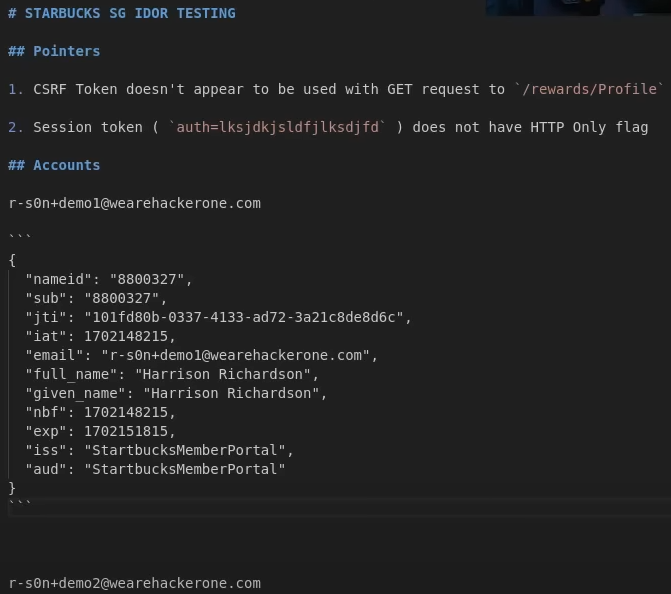 # STARBUCKS SG IDOR TESTING
## Pointers
1. CSRF Token doesn't appear to be used with GET request to `/rewards/Profile`
2. Session token ( `auth=lksjdkjsldfjlksdjfd` ) does not have HTTP Only flag
## Accounts
r-s0n+demo1@wearehackerone.com
```
{
"nameid": "8800327",
"sub": "8800327",
"jti": "101fd80b-0337-4133-ad72-3a21c8de8d6c",
"iat": 1702148215,
"email": "r-s0n+demo1@wearehackerone.com",
"full_name": "Harrison Richardson",
"given_name": "Harrison Richardson",
"nbf": 1702148215,
"exp": 1702151815,
"iss": "StartbucksMemberPortal",
"aud": "StartbucksMemberPortal"
}
```
r-s0n+demo2@wearehackerone.com